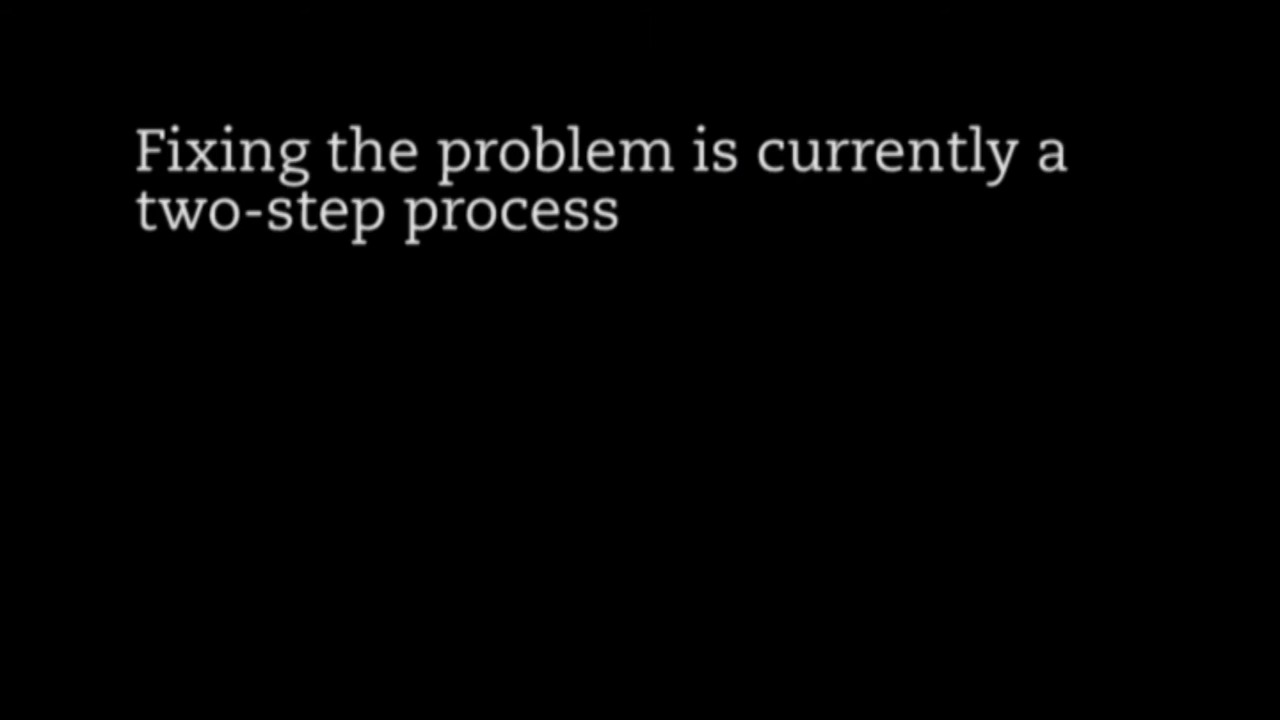 Fixing the problem is currently a
two-step process